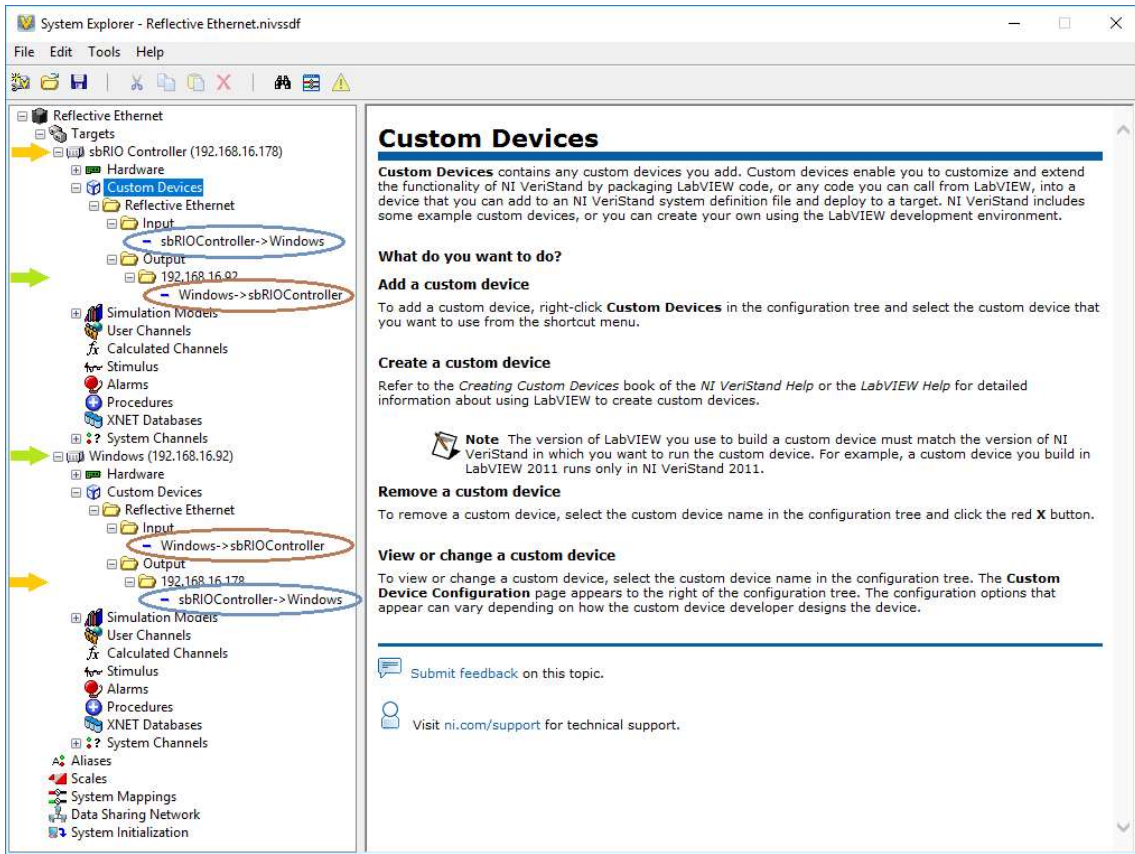 System Explorer - Reflective Ethernet.nivssdf
File Edit Tools Help
Reflective Ethernet
Targets
sbRIO Controller (192.168.16.178)
Hardware
Custom Devices
Reflective Ethernet
Input
sbRIOController->Windows
Output
192.168.16.92
Windows->sbRIOController
Simulation Models
User Channels
fx Calculated Channels
Stimulus
Alarms
Procedures
XNET Databases
System Channels
Windows (192.168.16.92)
Hardware
Custom Devices
Reflective Ethernet
Input
Windows->sbRIOController
Output
192.168.16.178
sbRIOController->Windows
Simulation Models
User Channels
fx Calculated Channels
Stimulus
Alarms
Procedures
XNET Databases
System Channels
Aliases
Scales
System Mappings
Data Sharing Network
System Initialization
Custom Devices
Custom Devices contains any custom devices you add. Custom devices enable you to customize and extend
the functionality of NI VeriStand by packaging LabVIEW code, or any code you can call from LabVIEW, into a
device that you can add to an NI VeriStand system definition file and deploy to a target. NI VeriStand includes
some example custom devices, or you can create your own using the LabVIEW development environment.
What do you want to do?
Add a custom device
To add a custom device, right-click Custom Devices in the configuration tree and select the custom device that
you want to use from the shortcut menu.
Create a custom device
Refer to the Creating Custom Devices book of the NI VeriStand Help or the LabVIEW Help for detailed
information about using LabVIEW to create custom devices.
Note The version of LabVIEW you use to build a custom device must match the version of NI
VeriStand in which you want to run the custom device. For example, a custom device you build in
LabVIEW 2011 runs only in NI VeriStand 2011.
Remove a custom device
To remove a custom device, select the custom device name in the configuration tree and click the red X button.
View or change a custom device
To view or change a custom device, select the custom device name in the configuration tree. The Custom
Device Configuration page appears to the right of the configuration tree. The configuration options that
appear can vary depending on how the custom device developer designs the device.
Submit feedback on this topic.
Visit ni.com/support for technical support.